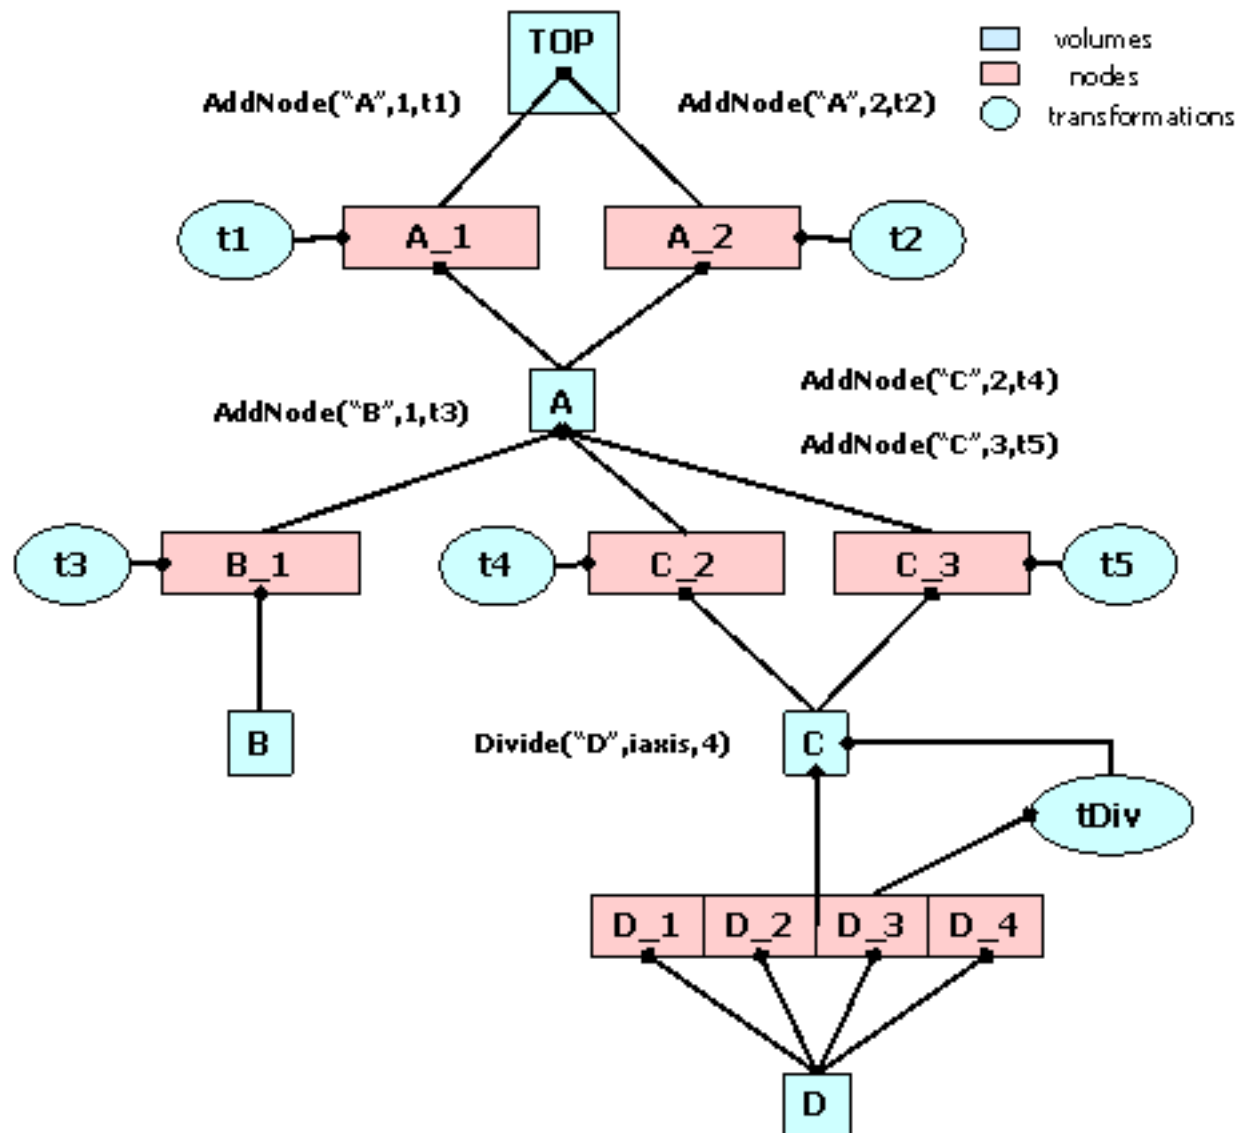 TOP
volumes
nodes
transformations
AddNode("A",1,t1)
AddNode("A",2,t2)
t1
A_1
A_2
t2
AddNode("B",1,t3)
A
AddNode("C",2,t4)
AddNode("C",3,t5)
t3
B_1
t4
C_2
C_3
t5
B
Divide("D",iaxis,4)
C
tDiv
D_1
D_2
D_3
D_4
D